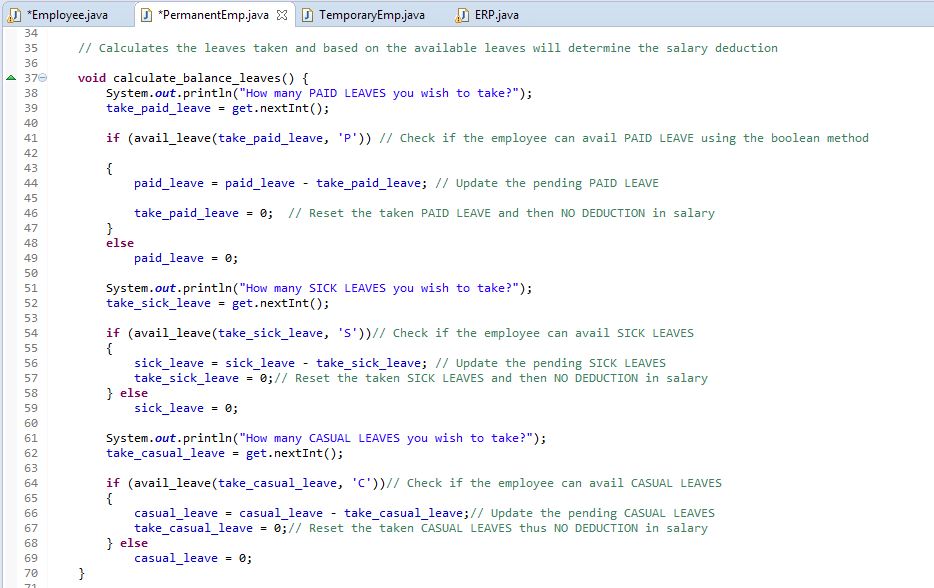 *Employee.java *PermanentEmp.java TemporaryEmp.java ERP.java
34
35 // Calculates the leaves taken and based on the available leaves will determine the salary deduction
36
37 void calculate_balance_leaves() {
38 System.out.println("How many PAID LEAVES you wish to take?");
39 take_paid_leave = get.nextInt();
40
41 if (avail_leave(take_paid_leave, 'P')) // Check if the employee can avail PAID LEAVE using the boolean method
42
43 {
44 paid_leave = paid_leave - take_paid_leave; // Update the pending PAID LEAVE
45
46 take_paid_leave = 0;  // Reset the taken PAID LEAVE and then NO DEDUCTION in salary
47 }
48 else
49 paid_leave = 0;
50
51 System.out.println("How many SICK LEAVES you wish to take?");
52 take_sick_leave = get.nextInt();
53
54 if (avail_leave(take_sick_leave, 'S'))// Check if the employee can avail SICK LEAVES
55 {
56 sick_leave = sick_leave - take_sick_leave; // Update the pending SICK LEAVES
57 take_sick_leave = 0;// Reset the taken SICK LEAVES and then NO DEDUCTION in salary
58 } else
59 sick_leave = 0;
60
61 System.out.println("How many CASUAL LEAVES you wish to take?");
62 take_casual_leave = get.nextInt();
63
64 if (avail_leave(take_casual_leave, 'C'))// Check if the employee can avail CASUAL LEAVES
65 {
66 casual_leave = casual_leave - take_casual_leave;// Update the pending CASUAL LEAVES
67 take_casual_leave = 0;// Reset the taken CASUAL LEAVES thus NO DEDUCTION in salary
68 } else
69 casual_leave = 0;
70 }
71